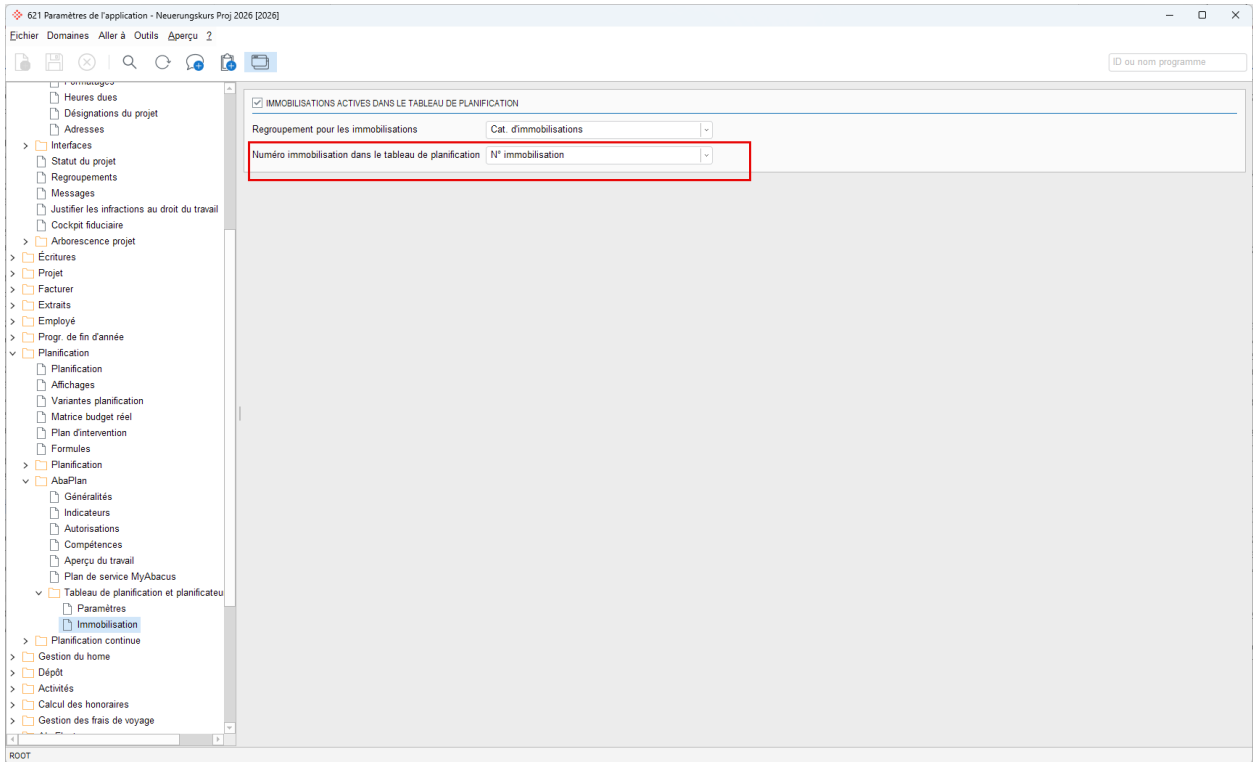 621 Paramètres de l'application - Neuerungskurs Proj 2026 [2026]
Fichier Domaines Aller à Outils Aperçu ?
ID ou nom programme
Formatages
Heures dues
Désignations du projet
Adresses
Interfaces
Statut du projet
Regroupements
Messages
Justifier les infractions au droit du travail
Cockpit fiduciaire
Arborescence projet
Écritures
Projet
Facturer
Extraits
Employé
Progr. de fin d'année
Planification
Planification
Affichages
Variantes planification
Matrice budget réel
Plan d'intervention
Formules
Planification
AbaPlan
Généralités
Indicateurs
Autorisations
Compétences
Aperçu du travail
Plan de service MyAbacus
Tableau de planification et planificateu
Paramètres
Immobilisation
Planification continue
Gestion du home
Dépôt
Activités
Calcul des honoraires
Gestion des frais de voyage
IMMOBILISATIONS ACTIVES DANS LE TABLEAU DE PLANIFICATION
Regroupement pour les immobilisations Cat. d'immobilisations
Numéro immobilisation dans le tableau de planification N° immobilisation
ROOT